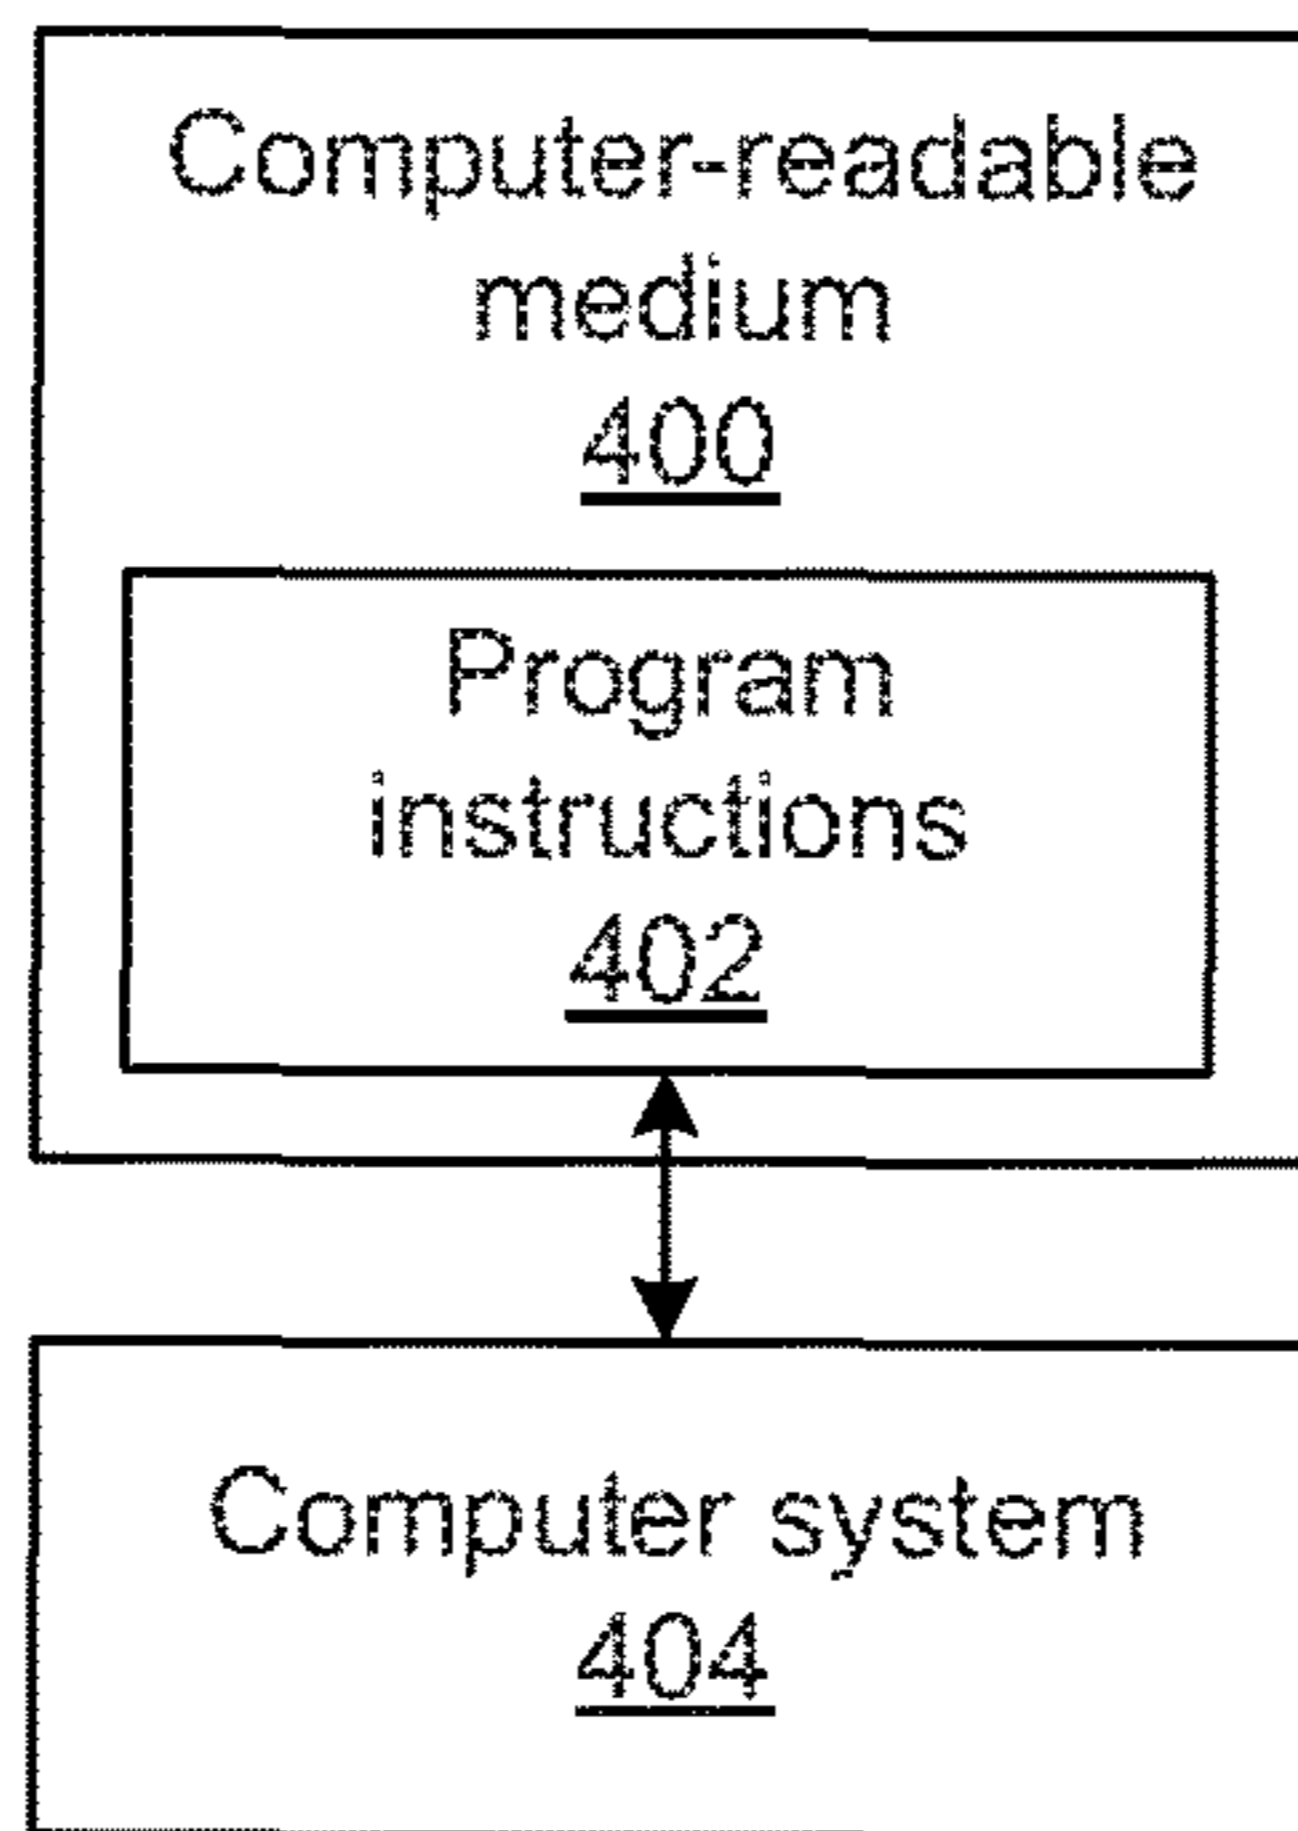 Computer-readable
medium
400
Program
instructions
402
Computer system
404